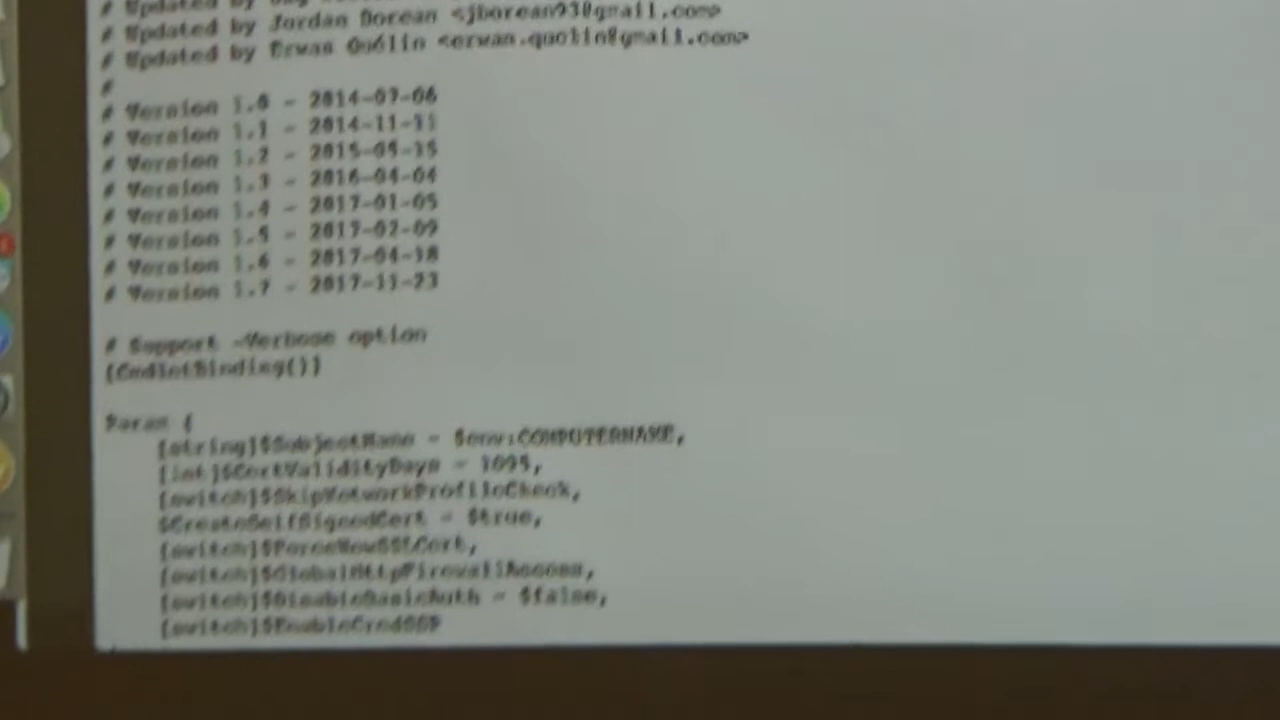 # Updated by
# Updated by Jordan Borean <jborean93@gmail.com>
# Updated by Erwan Quélin <erwan.quelin@gmail.com>
#
# Version 1.0 - 2014-07-06
# Version 1.1 - 2014-11-11
# Version 1.2 - 2015-05-15
# Version 1.3 - 2016-04-04
# Version 1.4 - 2017-01-05
# Version 1.5 - 2017-02-09
# Version 1.6 - 2017-04-18
# Version 1.7 - 2017-11-23
# Support -Verbose option
[CmdletBinding()]
Param (
[string]$SubjectName = $env:COMPUTERNAME,
[int]$CertValidityDays = 1095,
[switch]$SkipNetworkProfileCheck,
$CreateSelfSignedCert = $true,
[switch]$ForceNewSSLCert,
[switch]$GlobalHttpFirewallAccess,
[switch]$DisableBasicAuth = $false,
[switch]$EnableCredSSP